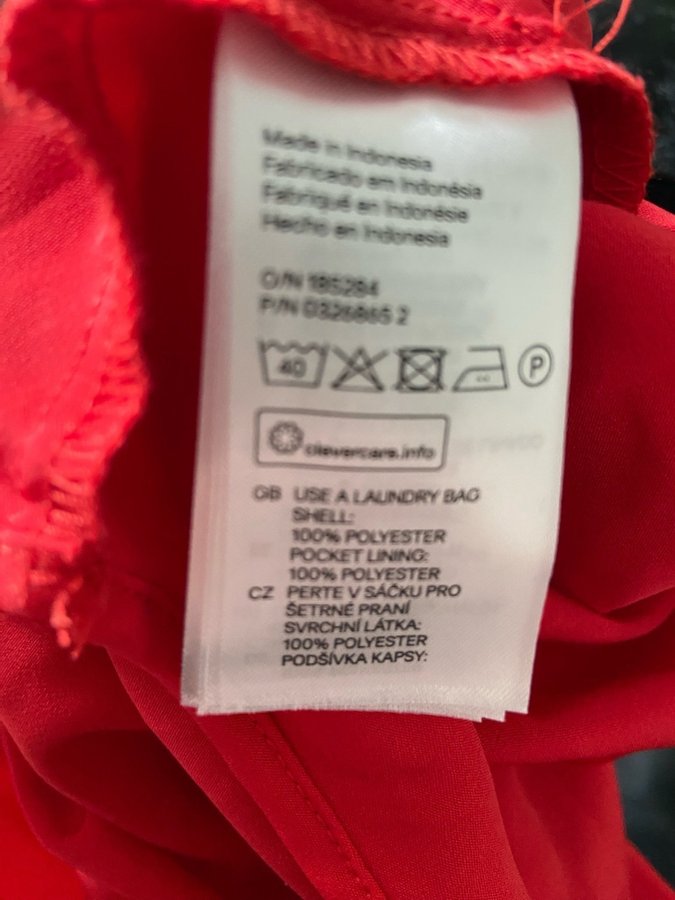 Made in Indonesia
Fabricado em Indonésia
Fabriqué en Indonésie
Hecho en Indonesia
O/N 185284
P/N 0326865 2
40
P
clevercare.info
GB USE A LAUNDRY BAG
SHELL:
100% POLYESTER
POCKET LINING:
100% POLYESTER
CZ PERTE V SÁČKU PRO
ŠETRNÉ PRANÍ
SVRCHNÍ LÁTKA:
100% POLYESTER
PODŠÍVKA KAPSY: